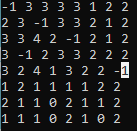 -1 3 3 3 3 1 2 2
2 3 -1 3 3 2 1 2
3 3 4 2 -1 2 1 2
3 -1 2 3 3 2 2 2
3 2 4 1 3 2 2 -1
1 2 1 1 1 1 2 2
2 1 1 0 2 1 1 2
1 1 1 0 2 1 0 2